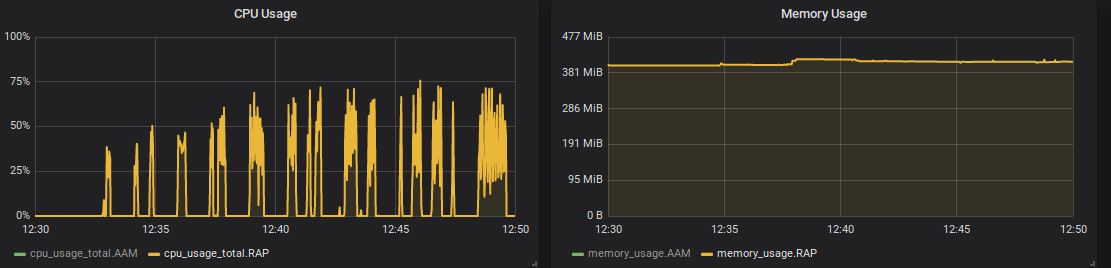 CPU Usage
100%
75%
50%
25%
0%
12:30
12:35
12:40
12:45
12:50
cpu_usage_total.AAM
cpu_usage_total.RAP
Memory Usage
477 MiB
381 MiB
286 MiB
191 MiB
95 MiB
0 B
12:30
12:35
12:40
12:45
12:50
memory_usage.AAM
memory_usage.RAP